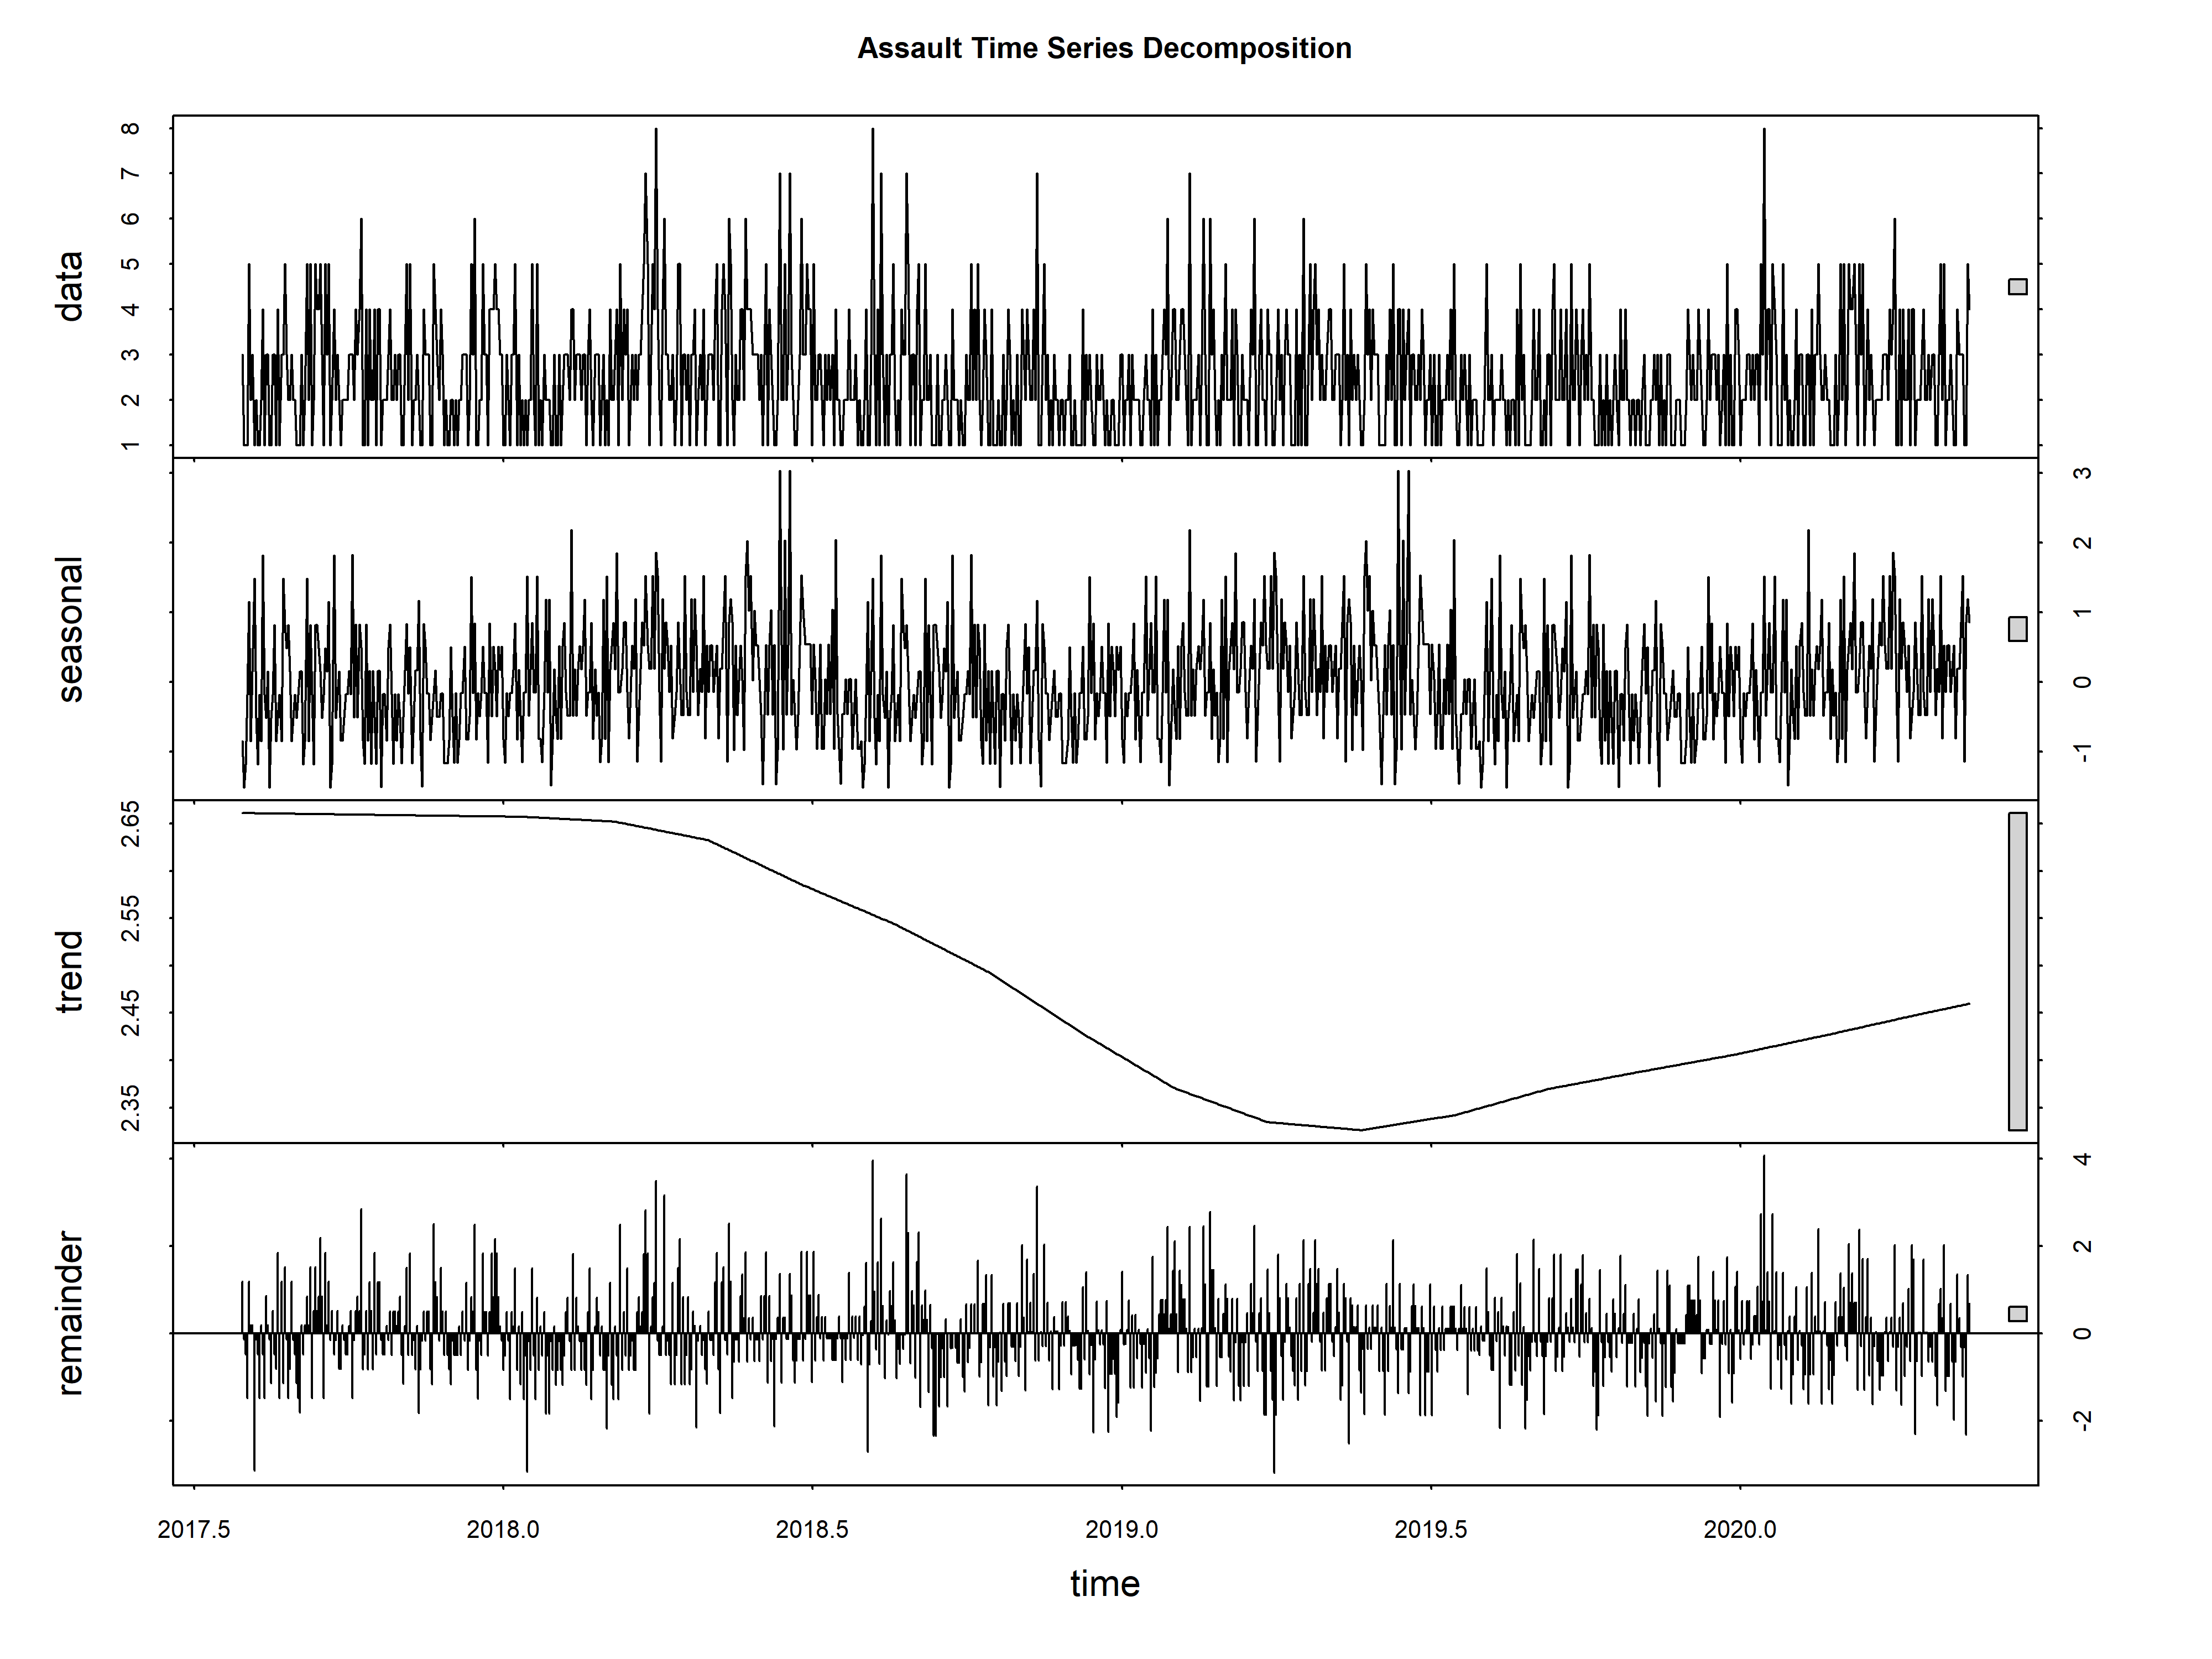 Assault Time Series Decomposition
data
1 2 3 4 5 6 7 8
seasonal
-1 0 1 2 3
trend
2.35 2.45 2.55 2.65
remainder
-2 0 2 4
2017.5 2018.0 2018.5 2019.0 2019.5 2020.0
time